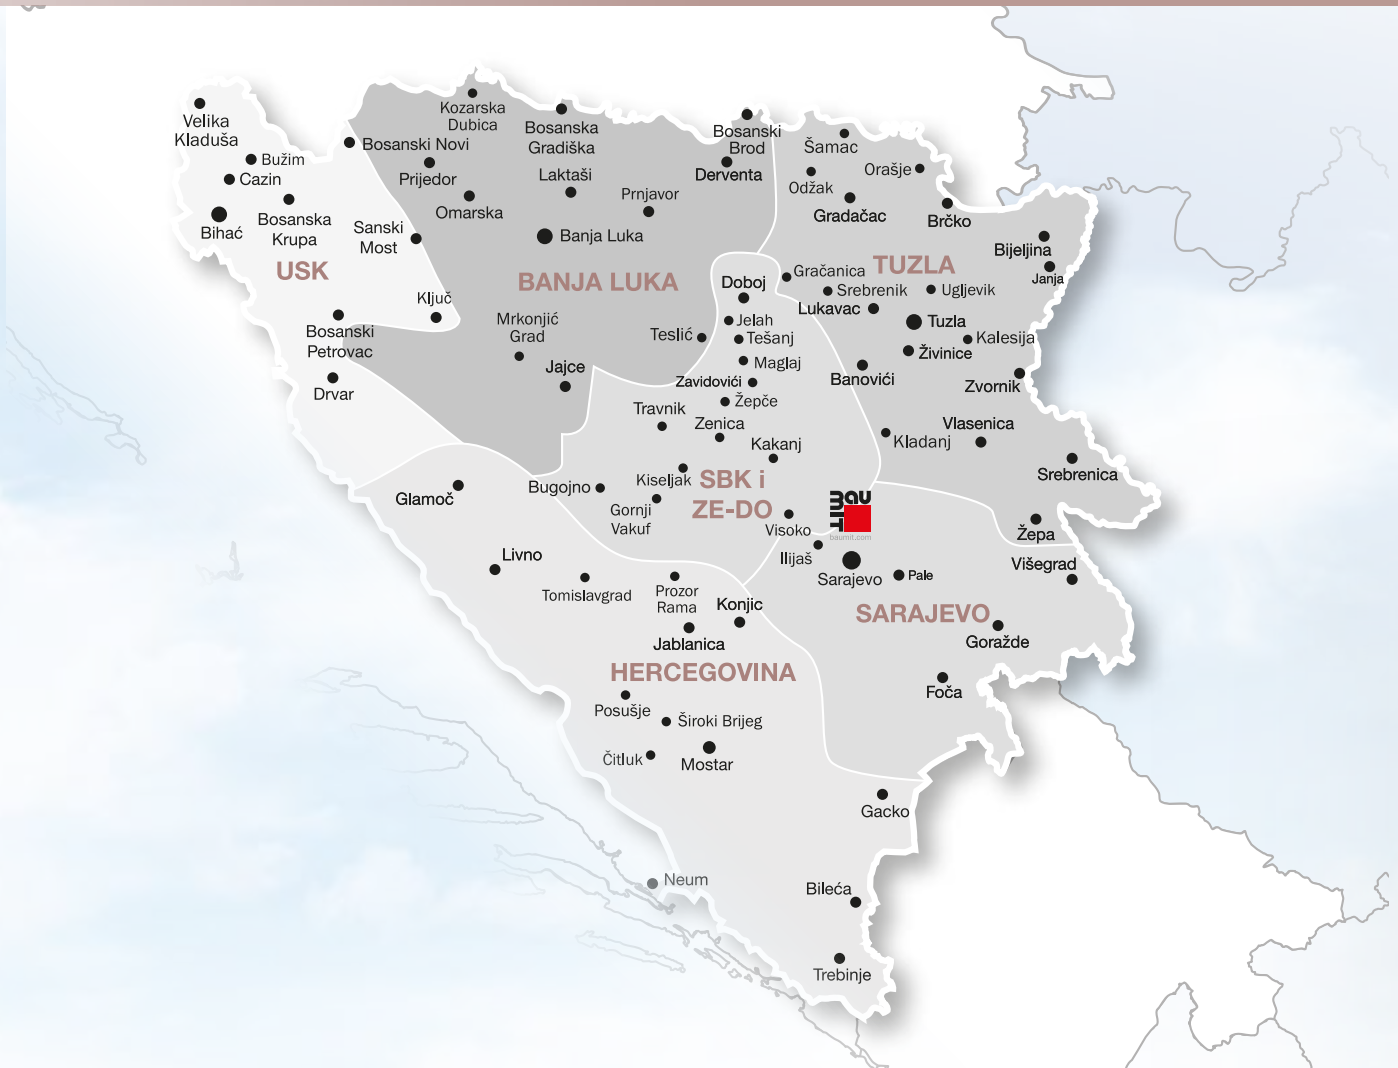 Velika
Kladuša
Bužim
Cazin
Bihać
Bosanska
Krupa
USK
Sanski
Most
Ključ
Bosanski
Petrovac
Drvar
Kozarska
Dubica
Bosanski Novi
Prijedor
Omarska
Bosanska
Gradiška
Laktaši
Prnjavor
Banja Luka
BANJA LUKA
Bosanski
Brod
Derventa
Mrkonjić
Grad
Jajce
Teslić
Šamac
Orašje
Odžak
Gradačac
Brčko
Bijeljina
Janja
TUZLA
Gračanica
Srebrenik
Ugljevik
Lukavac
Tuzla
Kalesija
Živinice
Banovići
Zvornik
Vlasenica
Kladanj
Srebrenica
Žepa
Doboj
Jelah
Tešanj
Maglaj
Zavidovići
Žepče
Travnik
Zenica
Kakanj
Kiseljak
SBK i
ZE-DO
Bugojno
Gornji
Vakuf
Visoko
bau
MIT
baumit.com
Ilijaš
Sarajevo
Pale
Višegrad
SARAJEVO
Goražde
Foča
Glamoč
Livno
Tomislavgrad
Prozor
Rama
Konjic
Jablanica
HERCEGOVINA
Posušje
Široki Brijeg
Čitluk
Mostar
Gacko
Neum
Bileća
Trebinje